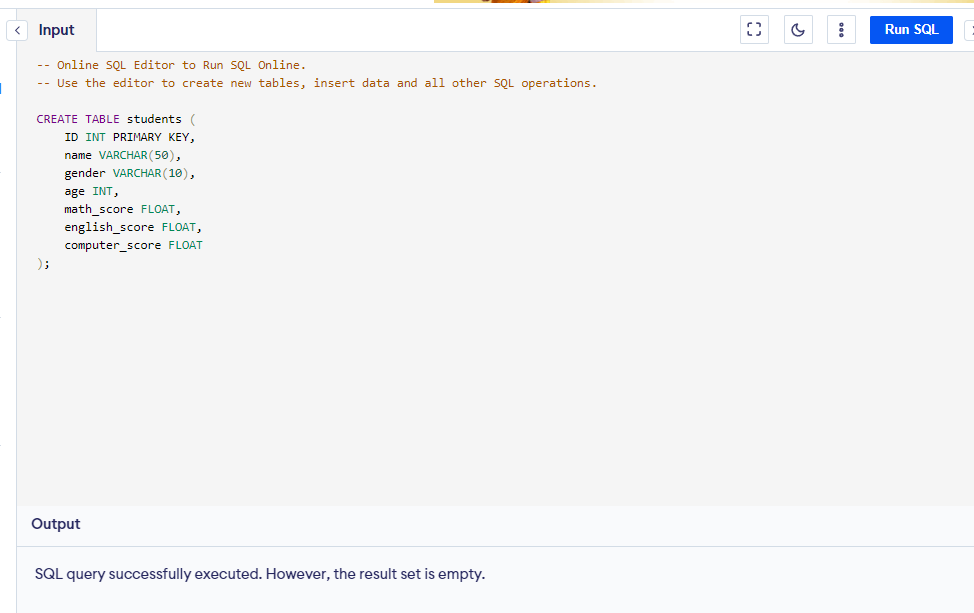 Input
Run SQL
-- Online SQL Editor to Run SQL Online.
-- Use the editor to create new tables, insert data and all other SQL operations.
CREATE TABLE students (
    ID INT PRIMARY KEY,
    name VARCHAR(50),
    gender VARCHAR(10),
    age INT,
    math_score FLOAT,
    english_score FLOAT,
    computer_score FLOAT
);
Output
SQL query successfully executed. However, the result set is empty.